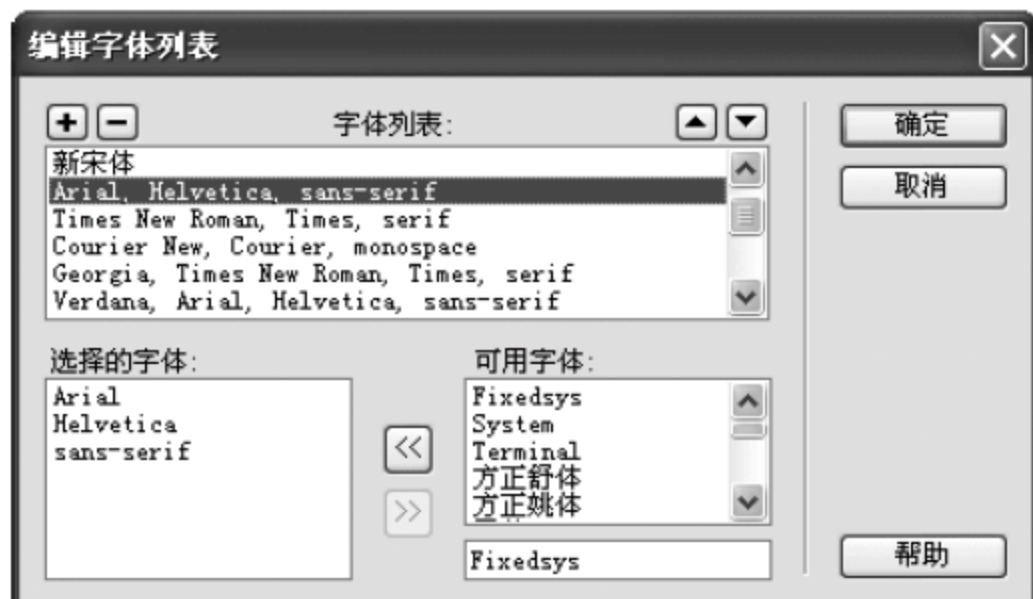 编辑字体列表
字体列表:
新宋体
Arial, Helvetica, sans-serif
Times New Roman, Times, serif
Courier New, Courier, monospace
Georgia, Times New Roman, Times, serif
Verdana, Arial, Helvetica, sans-serif
确定
取消
选择的字体:
Arial
Helvetica
sans-serif
<<
>>
可用字体:
Fixedsys
System
Terminal
方正舒体
方正姚体
Fixedsys
帮助